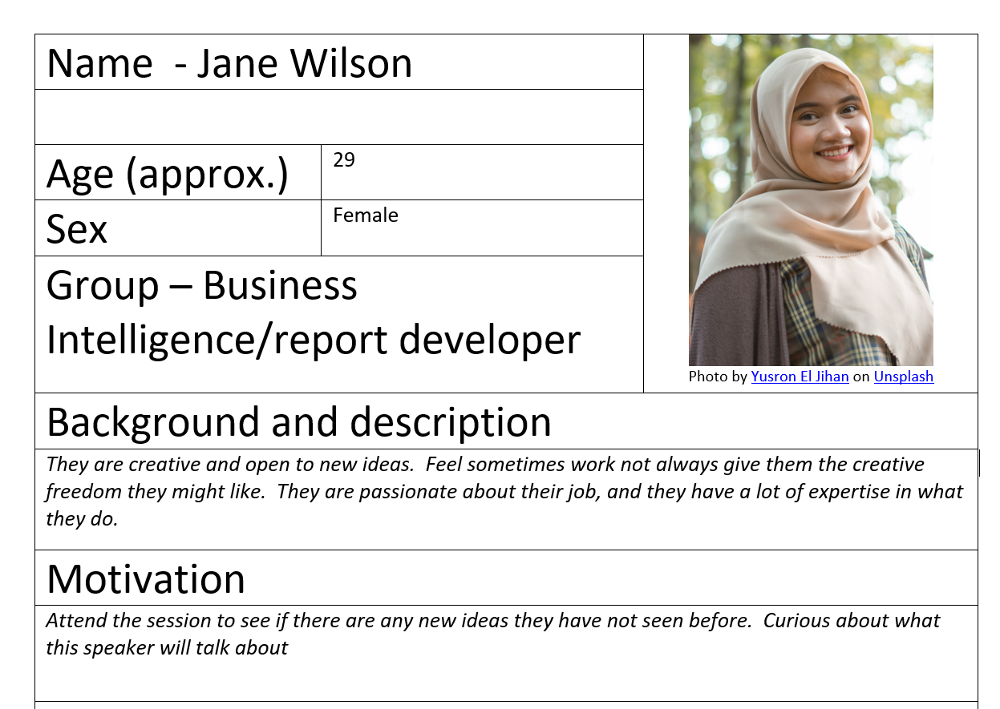 Name  - Jane Wilson
Age (approx.)
29
Sex
Female
Group – Business
Intelligence/report developer
Photo by Yusron El Jihan on Unsplash
Background and description
They are creative and open to new ideas.  Feel sometimes work not always give them the creative
freedom they might like.  They are passionate about their job, and they have a lot of expertise in what
they do.
Motivation
Attend the session to see if there are any new ideas they have not seen before.  Curious about what
this speaker will talk about